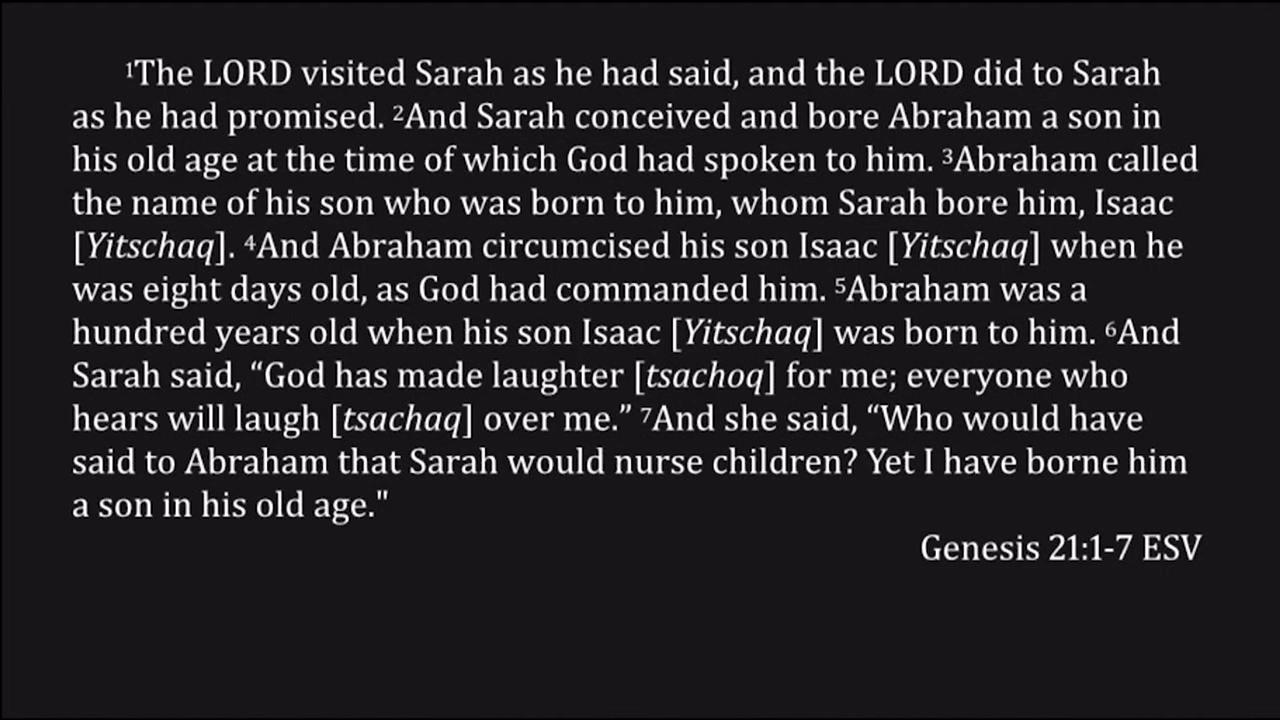 ¹The LORD visited Sarah as he had said, and the LORD did to Sarah
as he had promised. ²And Sarah conceived and bore Abraham a son in
his old age at the time of which God had spoken to him. ³Abraham called
the name of his son who was born to him, whom Sarah bore him, Isaac
[Yitschaq]. ⁴And Abraham circumcised his son Isaac [Yitschaq] when he
was eight days old, as God had commanded him. ⁵Abraham was a
hundred years old when his son Isaac [Yitschaq] was born to him. ⁶And
Sarah said, “God has made laughter [tsachoq] for me; everyone who
hears will laugh [tsachaq] over me.” ⁷And she said, “Who would have
said to Abraham that Sarah would nurse children? Yet I have borne him
a son in his old age."
Genesis 21:1-7 ESV